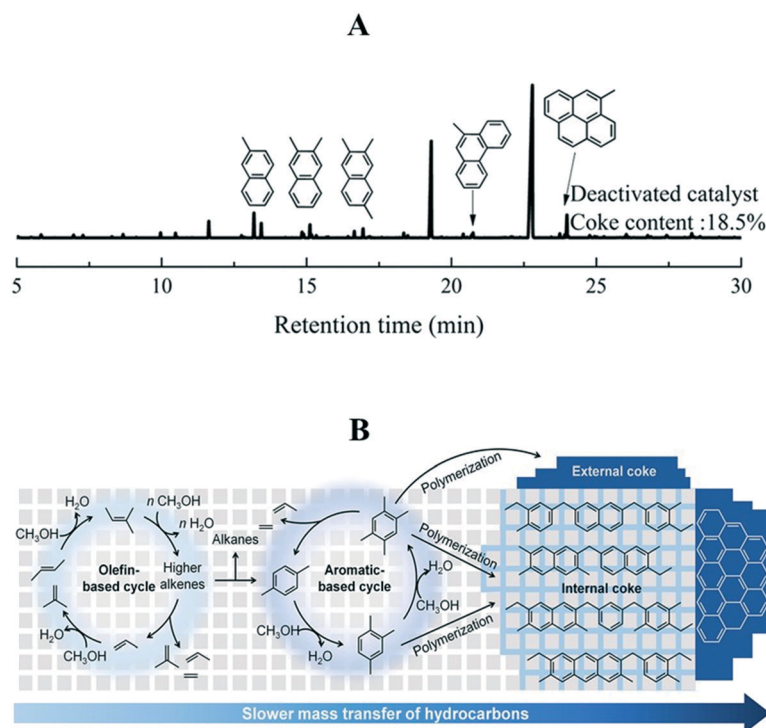 A
Deactivated catalyst
Coke content :18.5%
5 10 15 20 25 30
Retention time (min)
B
Polymerization
External coke
H₂O
n CH₃OH
CH₃OH
n H₂O
Alkanes
Polymerization
Olefin-
based cycle
Higher
alkenes
Aromatic-
based cycle
H₂O
CH₃OH
Internal coke
H₂O
CH₃OH
CH₃OH
H₂O
Polymerization
Slower mass transfer of hydrocarbons